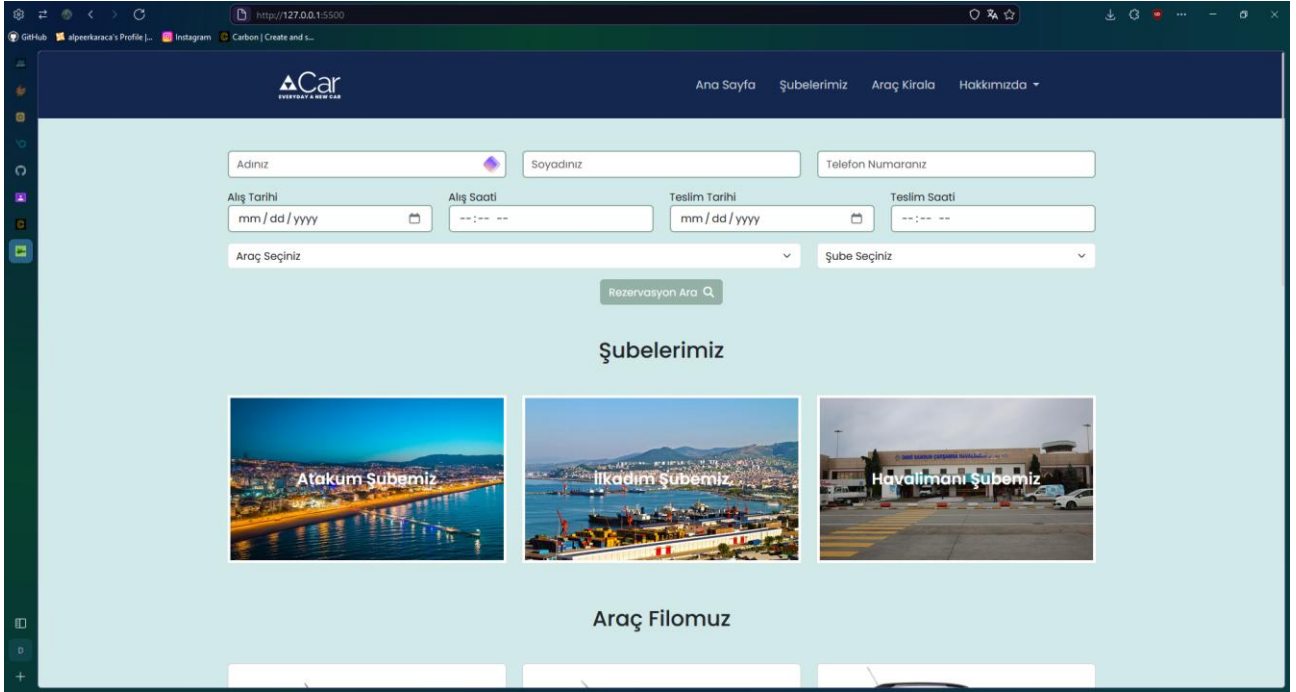 http://127.0.0.1:5500
GitHub alpeerkaraca's Profile |... Instagram Carbon | Create and s...
ACar
EVERYDAY A NEW CAR
Ana Sayfa Şubelerimiz Araç Kirala Hakkımızda
Adınız Soyadınız Telefon Numaranız
Alış Tarihi Alış Saati Teslim Tarihi Teslim Saati
mm / dd / yyyy --:-- -- mm / dd / yyyy --:-- --
Araç Seçiniz Şube Seçiniz
Rezervasyon Ara
Şubelerimiz
Atakum Şubemiz İlkadım Şubemiz Havalimanı Şubemiz
Araç Filomuz
D